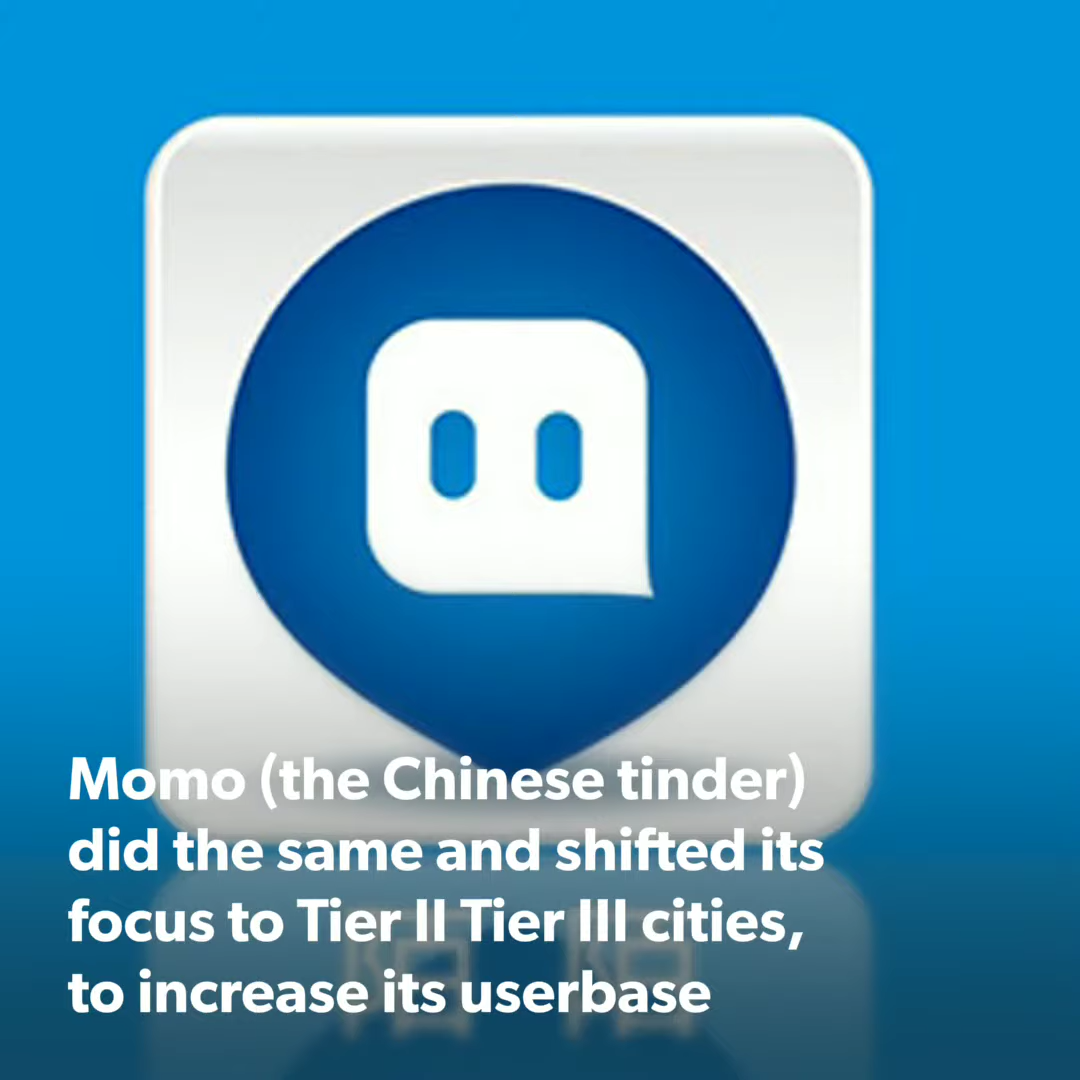 Momo (the Chinese tinder)
did the same and shifted its
focus to Tier II Tier III cities,
to increase its userbase